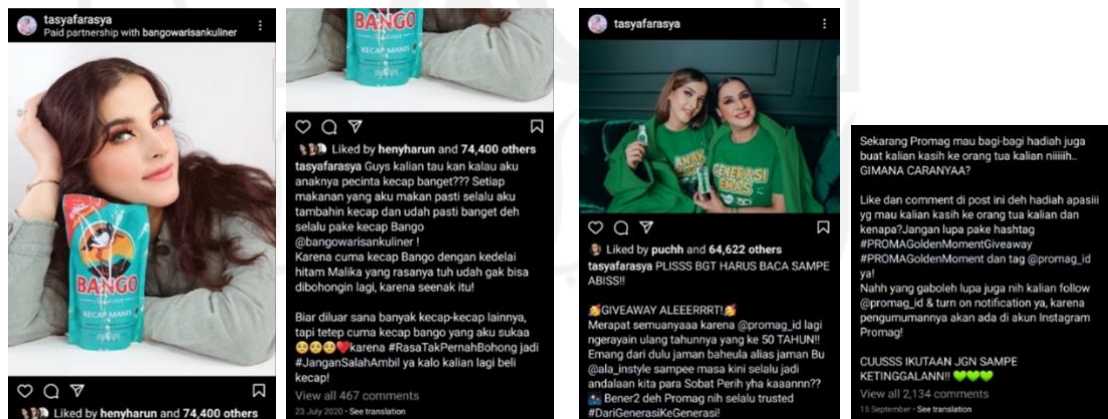 tasyafarasya
Paid partnership with bangowarisankuliner
BANGO
KECAP MANIS
Liked by henyharun and 74,400 others
BANGO
KECAP MANIS
Liked by henyharun and 74,400 others
tasyafarasya Guys kalian tau kan kalau aku
anaknya pecinta kecap banget??? Setiap
makanan yang aku makan pasti selalu aku
tambahin kecap dan udah pasti banget deh
selalu pake kecap Bango
@bangowarisankuliner !
Karena cuma kecap Bango dengan kedelai
hitam Malika yang rasanya tuh udah gak bisa
dibohongin lagi, karena seenak itu!
Biar diluar sana banyak kecap-kecap lainnya,
tapi tetep cuma kecap bango yang aku sukaa
🥺🥺🥺❤️karena #RasaTakPernahBohong jadi
#JanganSalahAmbil ya kalo kalian lagi beli
kecap!
View all 467 comments
23 July 2020 · See translation
tasyafarasya
ANAK
GENERASI
EMAS
Liked by puchh and 64,622 others
tasyafarasya PLISSS BGT HARUS BACA SAMPE
ABISS!!
🥳GIVEAWAY ALEEERRRT!🥳
Merapat semuanyaaa karena @promag_id lagi
ngerayain ulang tahunnya yang ke 50 TAHUN!!
Emang dari dulu jaman baheula alias jaman Bu
@ala_instyle sampee masa kini selalu jadi
andalaan kita para Sobat Perih yha kaaannn??
Bener2 deh Promag nih selalu trusted
#DariGenerasiKeGenerasi!
Sekarang Promag mau bagi-bagi hadiah juga
buat kalian kasih ke orang tua kalian niiiiih..
GIMANA CARANYAA?
Like dan comment di post ini deh hadiah apasiii
yg mau kalian kasih ke orang tua kalian dan
kenapa?Jangan lupa pake hashtag
#PROMAGoldenMomentGiveaway
#PROMAGoldenMoment dan tag @promag_id
ya!
Nahh yang gaboleh lupa juga nih kalian follow
@promag_id & turn on notification ya, karena
pengumumannya akan ada di akun Instagram
Promag!
CUUSSS IKUTAAN JGN SAMPE
KETINGGALANN!! 💚💚💚
View all 2,134 comments
15 September · See translation